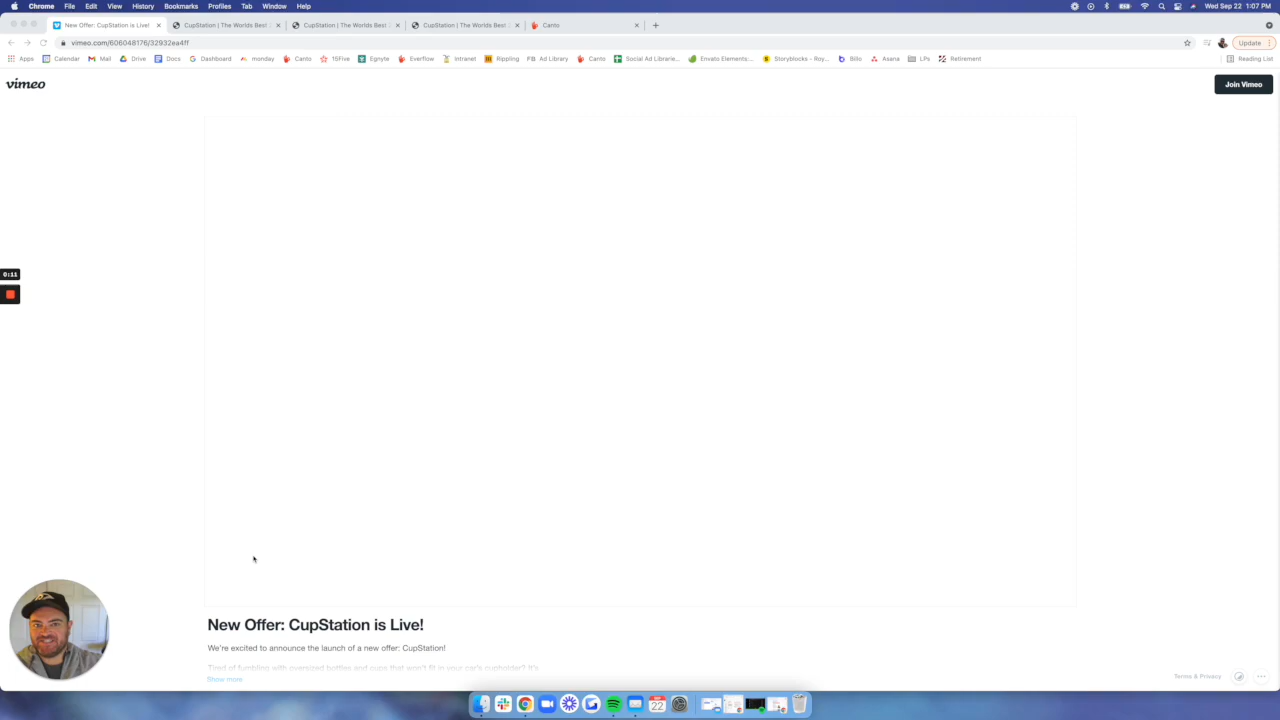 Chrome File Edit View History Bookmarks Profiles Tab Window Help Wed Sep 22 1:07 PM
New Offer: CupStation is Live! CupStation | The Worlds Best CupStation | The Worlds Best CupStation | The Worlds Best Canto
vimeo.com/606048176/32932ea4ff Update
Apps Calendar Mail Drive Docs Dashboard monday Canto 15Five Egnyte Everflow Intranet Rippling FB Ad Library Canto Social Ad Librarie... Envato Elements... Storyblocks - Roy... Billo Asana LPs Retirement Reading List
vimeo Join Vimeo
0:11
New Offer: CupStation is Live!
We're excited to announce the launch of a new offer: CupStation!
Tired of fumbling with oversized bottles and cups that won't fit in your car's cupholder? It's
Show more
Terms & Privacy
22